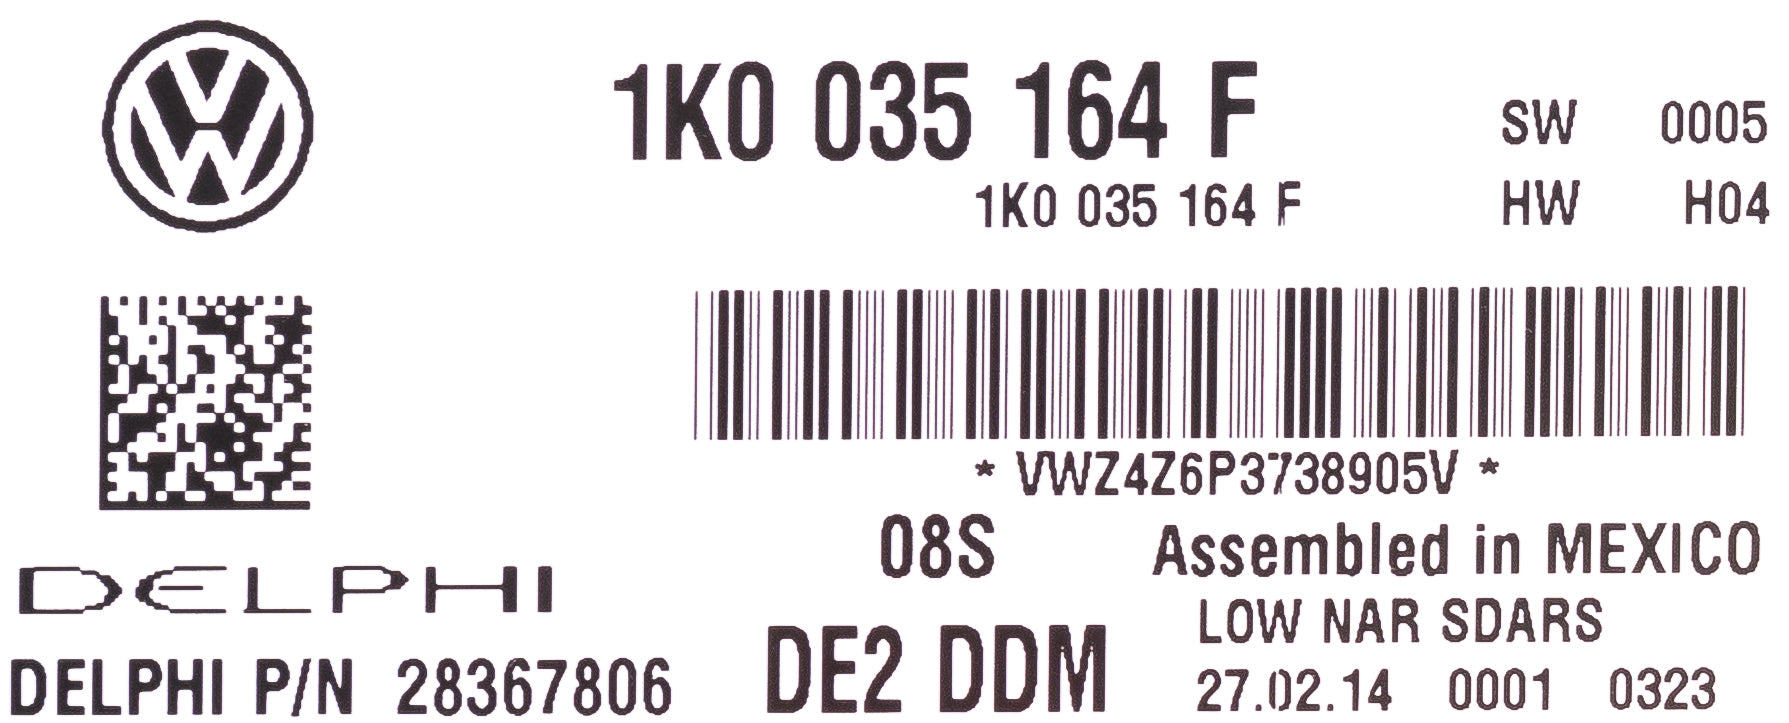 1K0 035 164 F
SW 0005
1K0 035 164 F
HW H04
* VWZ4Z6P3738905V *
08S
Assembled in MEXICO
DELPHI
LOW NAR SDARS
DE2 DDM
DELPHI P/N 28367806
27.02.14 0001 0323